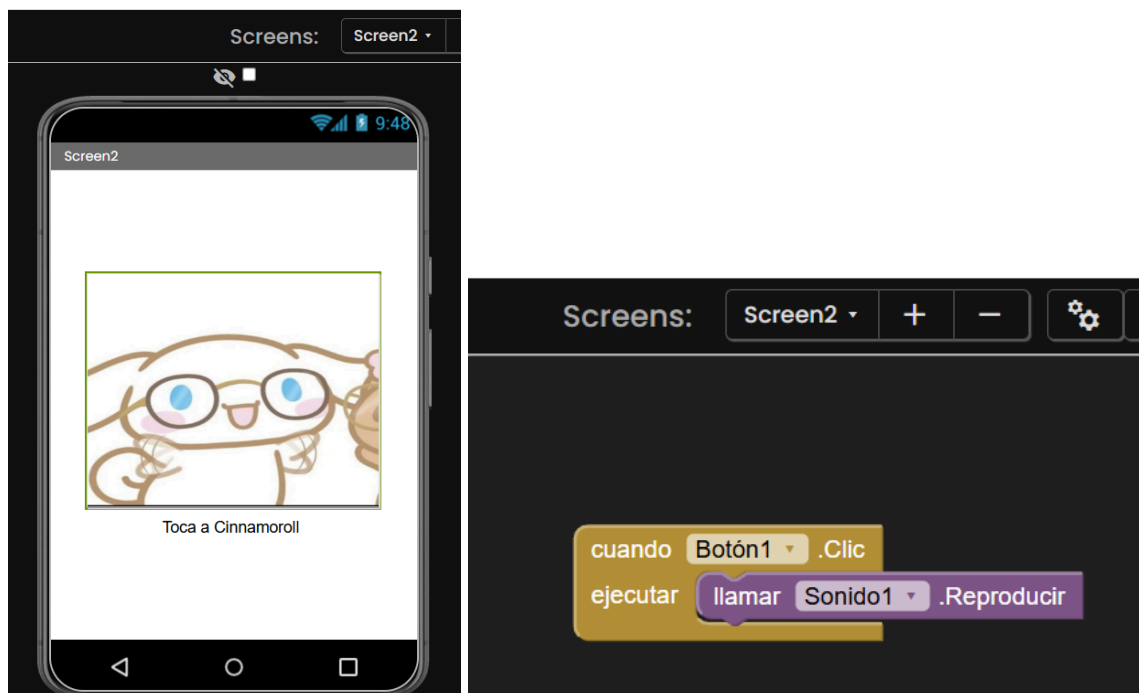 Screens: Screen2
9:48
Screen2
Toca a Cinnamoroll
Screens: Screen2 + −
cuando Botón1 .Clic
ejecutar llamar Sonido1 .Reproducir